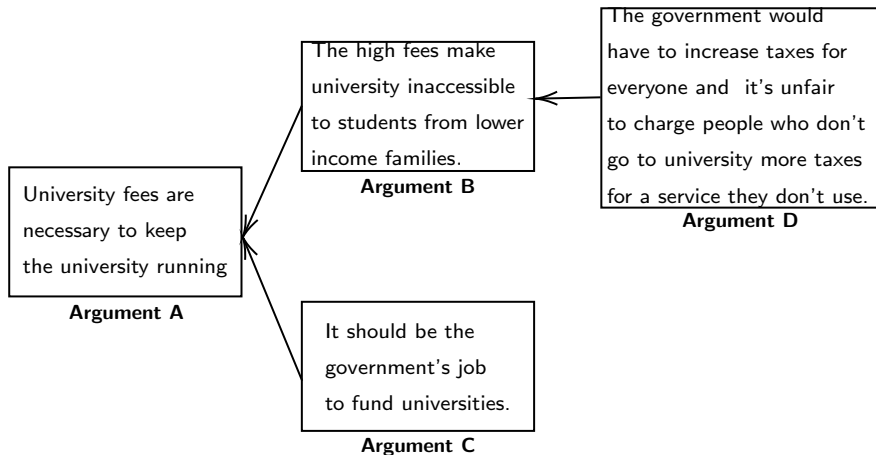 University fees are
necessary to keep
the university running
Argument A
The high fees make
university inaccessible
to students from lower
income families.
Argument B
It should be the
government's job
to fund universities.
Argument C
The government would
have to increase taxes for
everyone and it's unfair
to charge people who don't
go to university more taxes
for a service they don't use.
Argument D